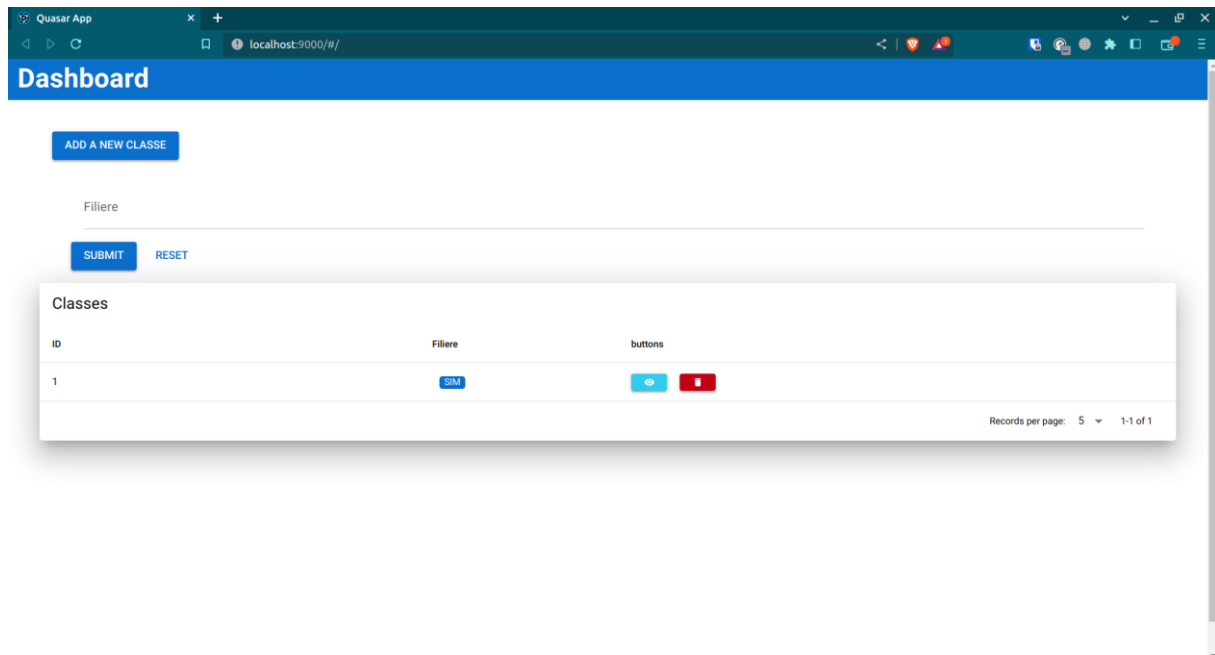 Quasar App
localhost:9000/#/
Dashboard
ADD A NEW CLASSE
Filiere
SUBMIT RESET
Classes
ID Filiere buttons
1 SIM
Records per page: 5 1-1 of 1